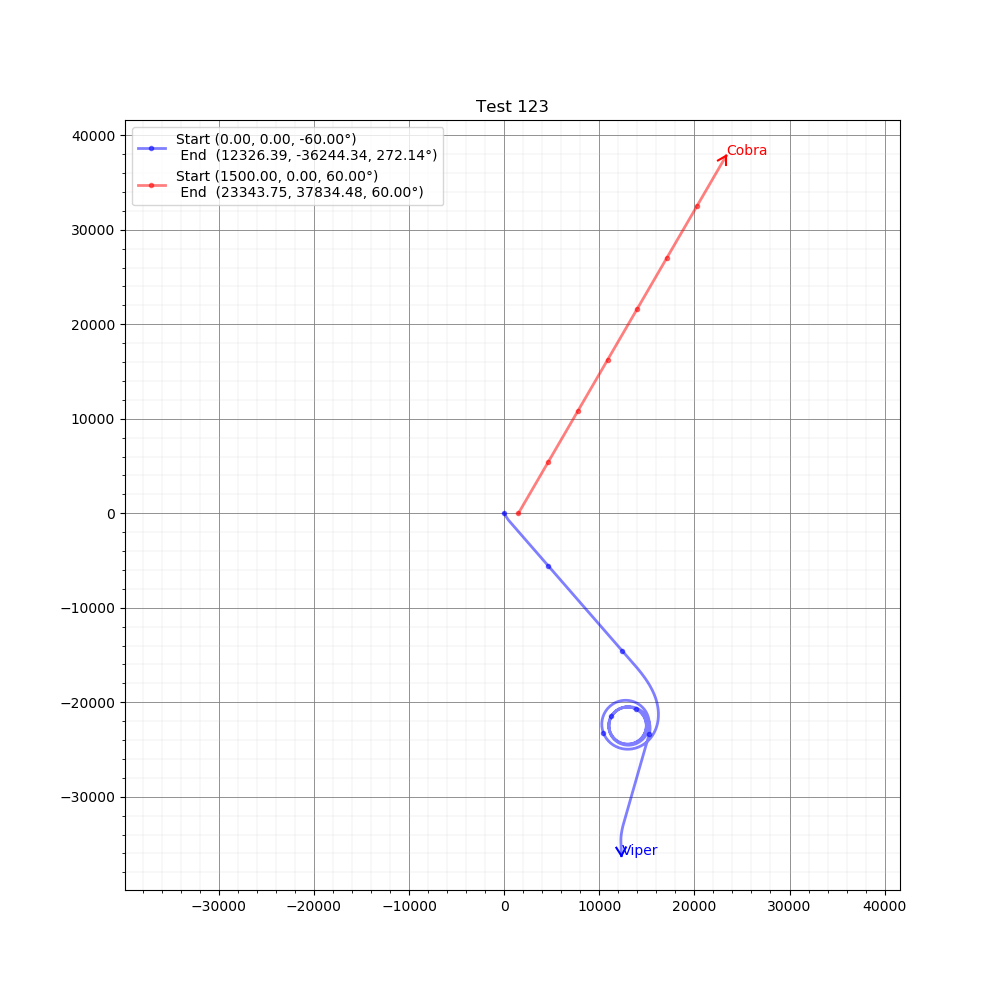 Test 123
Start (0.00, 0.00, -60.00°)
End (12326.39, -36244.34, 272.14°)
Start (1500.00, 0.00, 60.00°)
End (23343.75, 37834.48, 60.00°)
Cobra
Viper
40000
30000
20000
10000
0
−10000
−20000
−30000
−30000 −20000 −10000 0 10000 20000 30000 40000